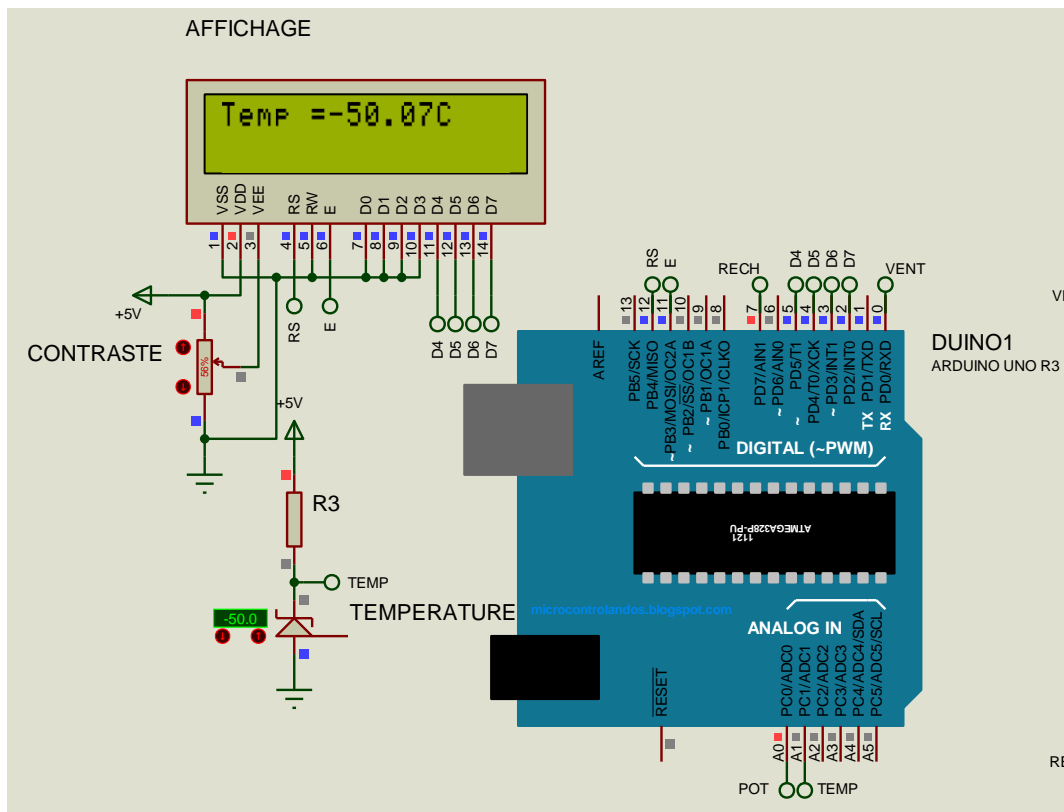 AFFICHAGE
Temp =-50.07C
VSS VDD VEE RS RW E D0 D1 D2 D3 D4 D5 D6 D7
1 2 3 4 5 6 7 8 9 10 11 12 13 14
+5V
RS E D4 D5 D6 D7
CONTRASTE
56%
+5V
R3
TEMP
TEMPERATURE
-50.0
RS E RECH D4 D5 D6 D7 VENT
13 12 11 10 9 8 7 6 5 4 3 2 1 0
AREF PB5/SCK PB4/MISO PB3/MOSI/OC2A PB2/SS/OC1B PB1/OC1A PB0/ICP1/CLKO PD7/AIN1 PD6/AIN0 PD5/T1 PD4/T0/XCK PD3/INT1 PD2/INT0 PD1/TXD PD0/RXD
~ ~ ~ ~ ~ ~ TX RX
DIGITAL (~PWM)
DUINO1
ARDUINO UNO R3
1121
ATMEGA328P-PU
microcontrolandos.blogspot.com
ANALOG IN
RESET PC0/ADC0 PC1/ADC1 PC2/ADC2 PC3/ADC3 PC4/ADC4/SDA PC5/ADC5/SCL
A0 A1 A2 A3 A4 A5
POT TEMP